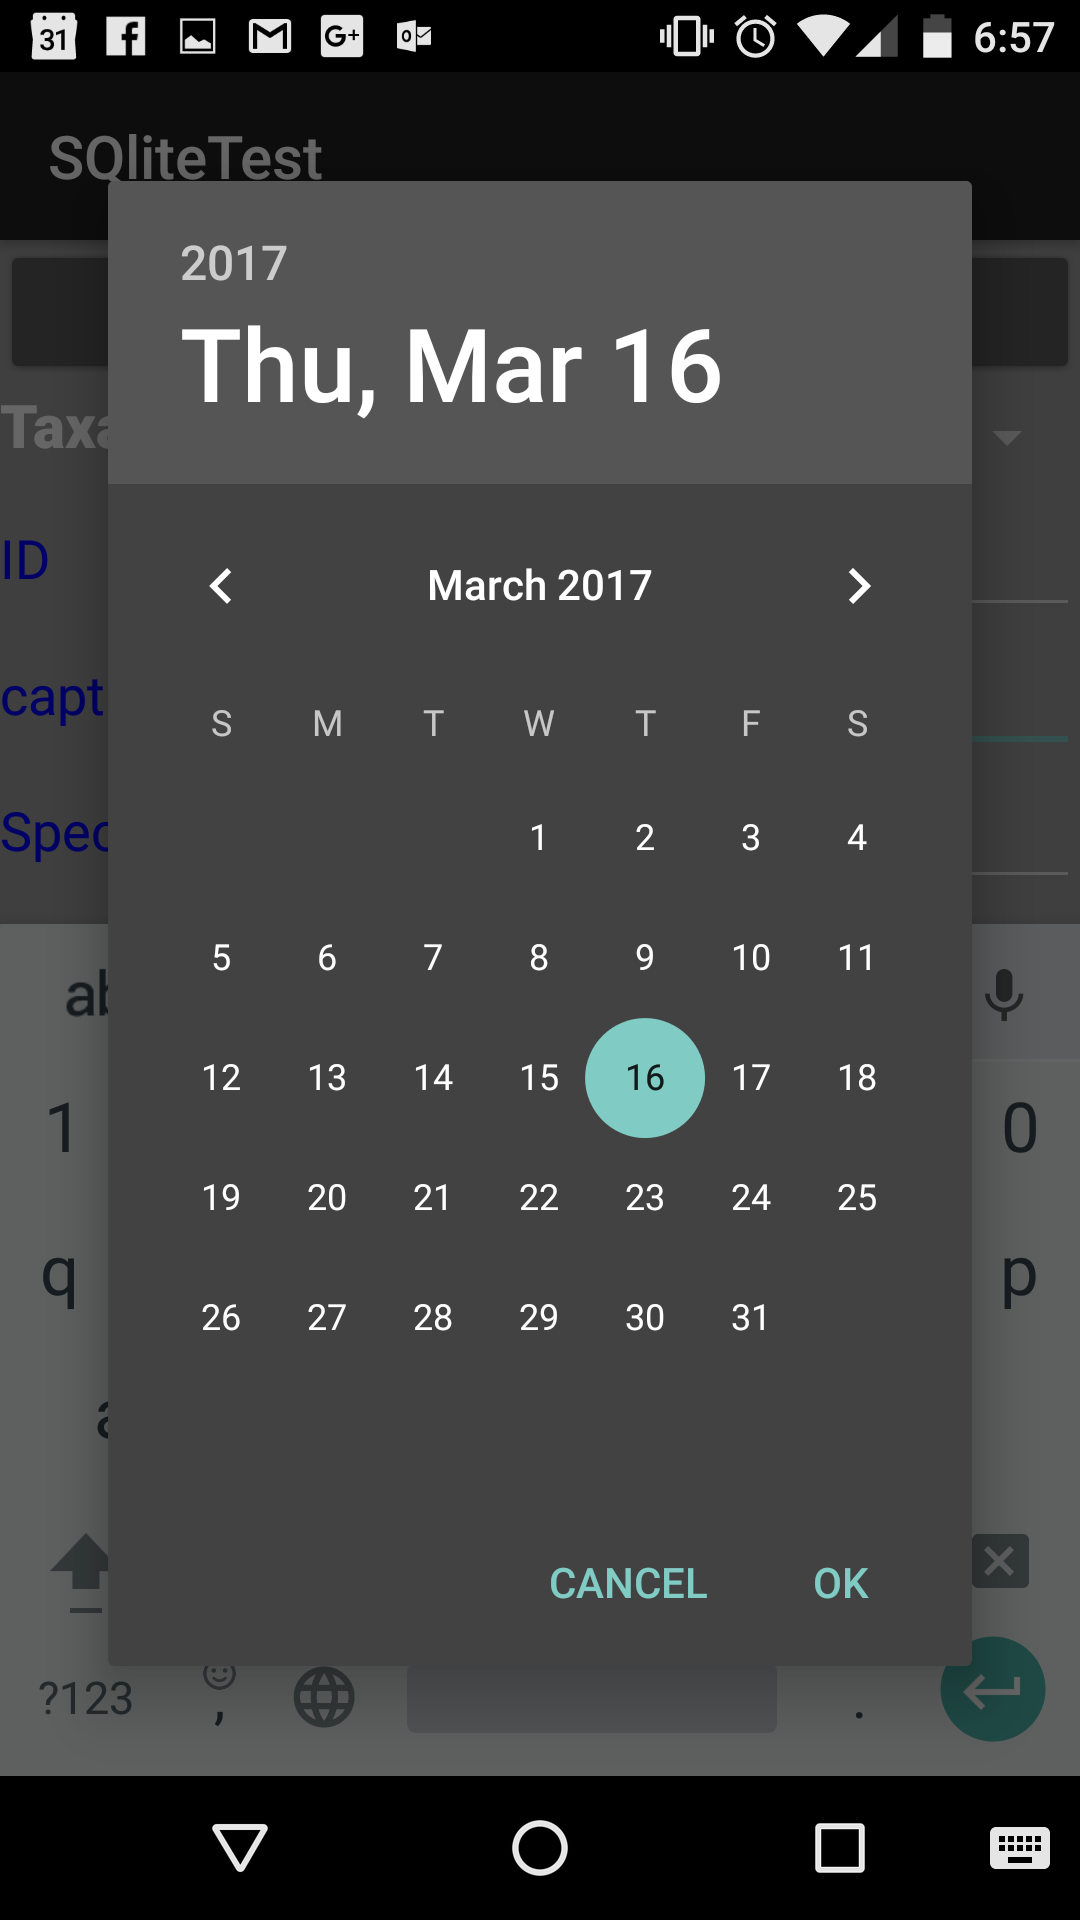 31 G+ 6:57
SQliteTest
2017
Thu, Mar 16
Taxa
ID
capt
Spec
March 2017
S M T W T F S
1 2 3 4
5 6 7 8 9 10 11
12 13 14 15 16 17 18
19 20 21 22 23 24 25
26 27 28 29 30 31
CANCEL OK
ab
1 0
q p
a
?123 , .